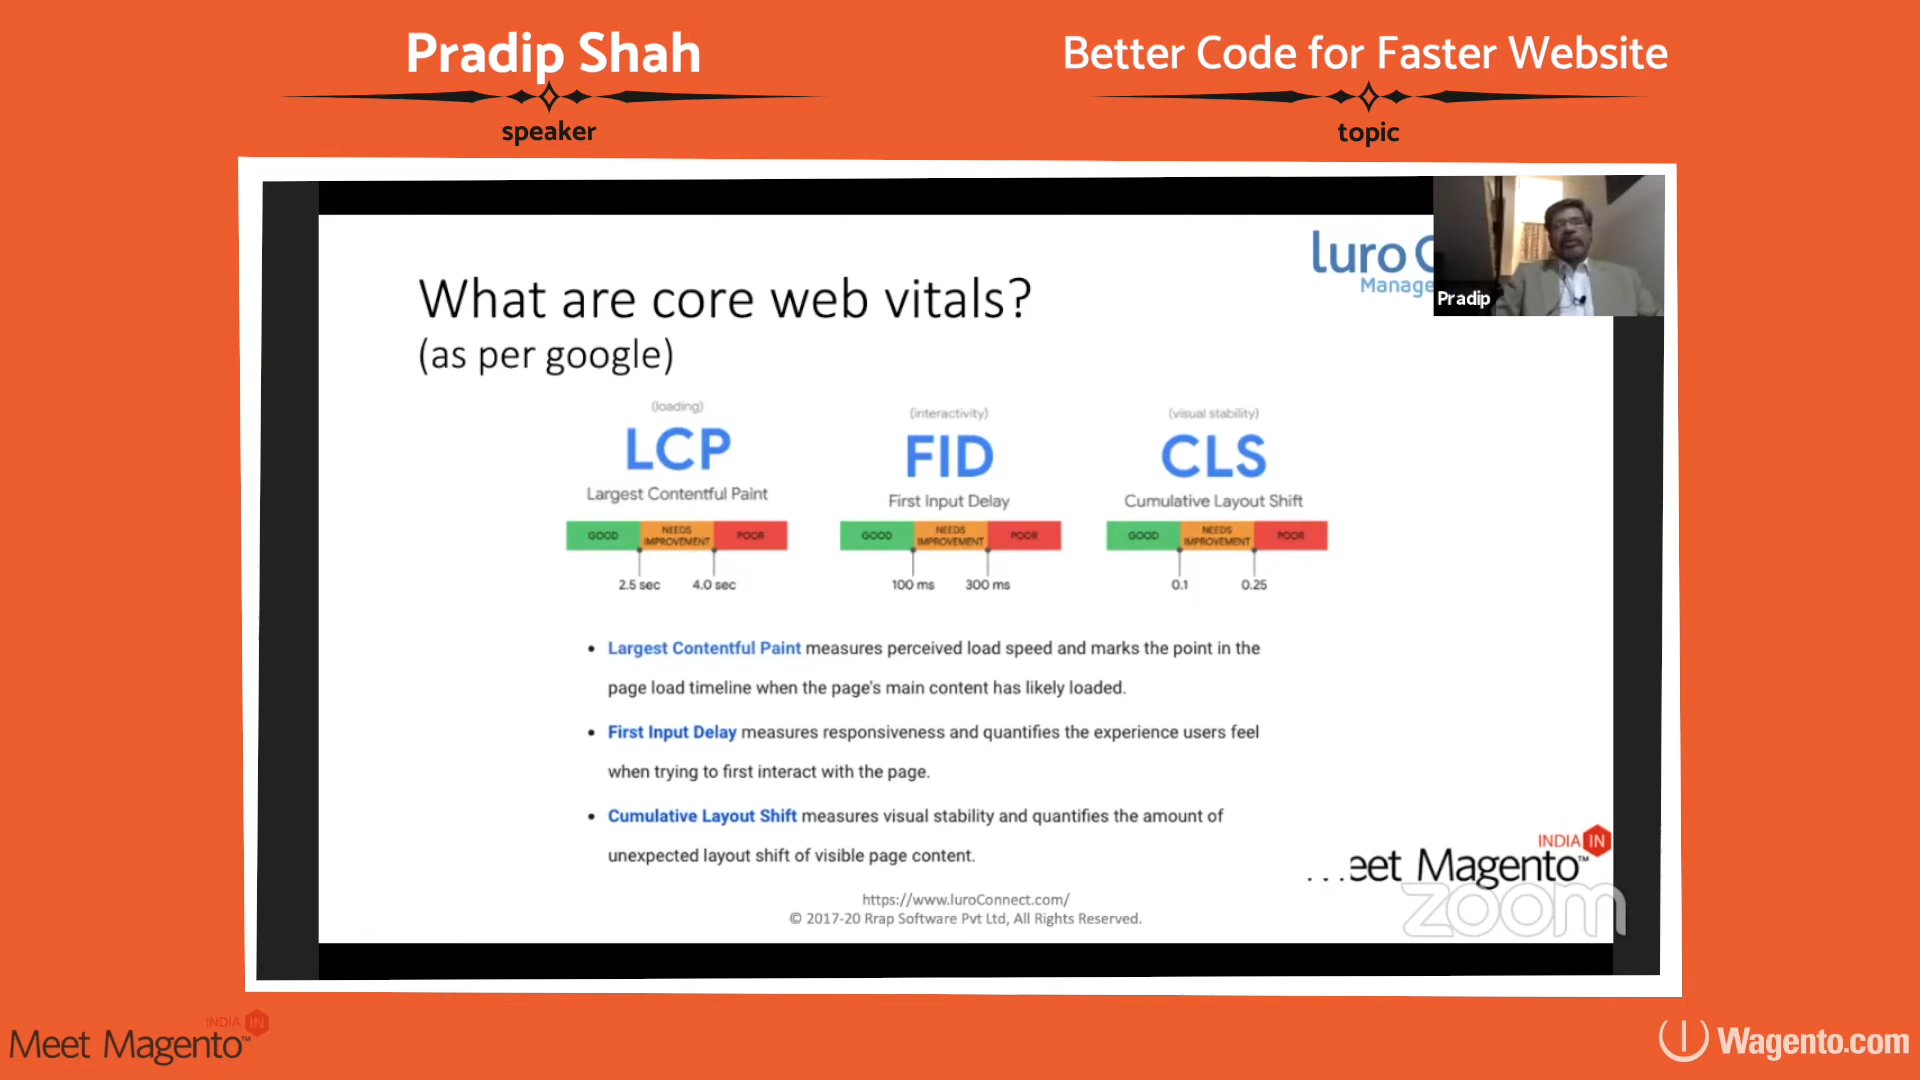 Pradip Shah
speaker
Better Code for Faster Website
topic
luro
Manage
Pradip
What are core web vitals?
(as per google)
(loading)
LCP
Largest Contentful Paint
GOOD
NEEDS
IMPROVEMENT
POOR
2.5 sec
4.0 sec
(interactivity)
FID
First Input Delay
GOOD
NEEDS
IMPROVEMENT
POOR
100 ms
300 ms
(visual stability)
CLS
Cumulative Layout Shift
GOOD
NEEDS
IMPROVEMENT
POOR
0.1
0.25
• Largest Contentful Paint measures perceived load speed and marks the point in the
page load timeline when the page's main content has likely loaded.
• First Input Delay measures responsiveness and quantifies the experience users feel
when trying to first interact with the page.
• Cumulative Layout Shift measures visual stability and quantifies the amount of
unexpected layout shift of visible page content.
https://www.luroConnect.com/
© 2017-20 Rrap Software Pvt Ltd, All Rights Reserved.
INDIA IN
...eet Magento™
zoom
INDIA IN
Meet Magento™
Wagento.com